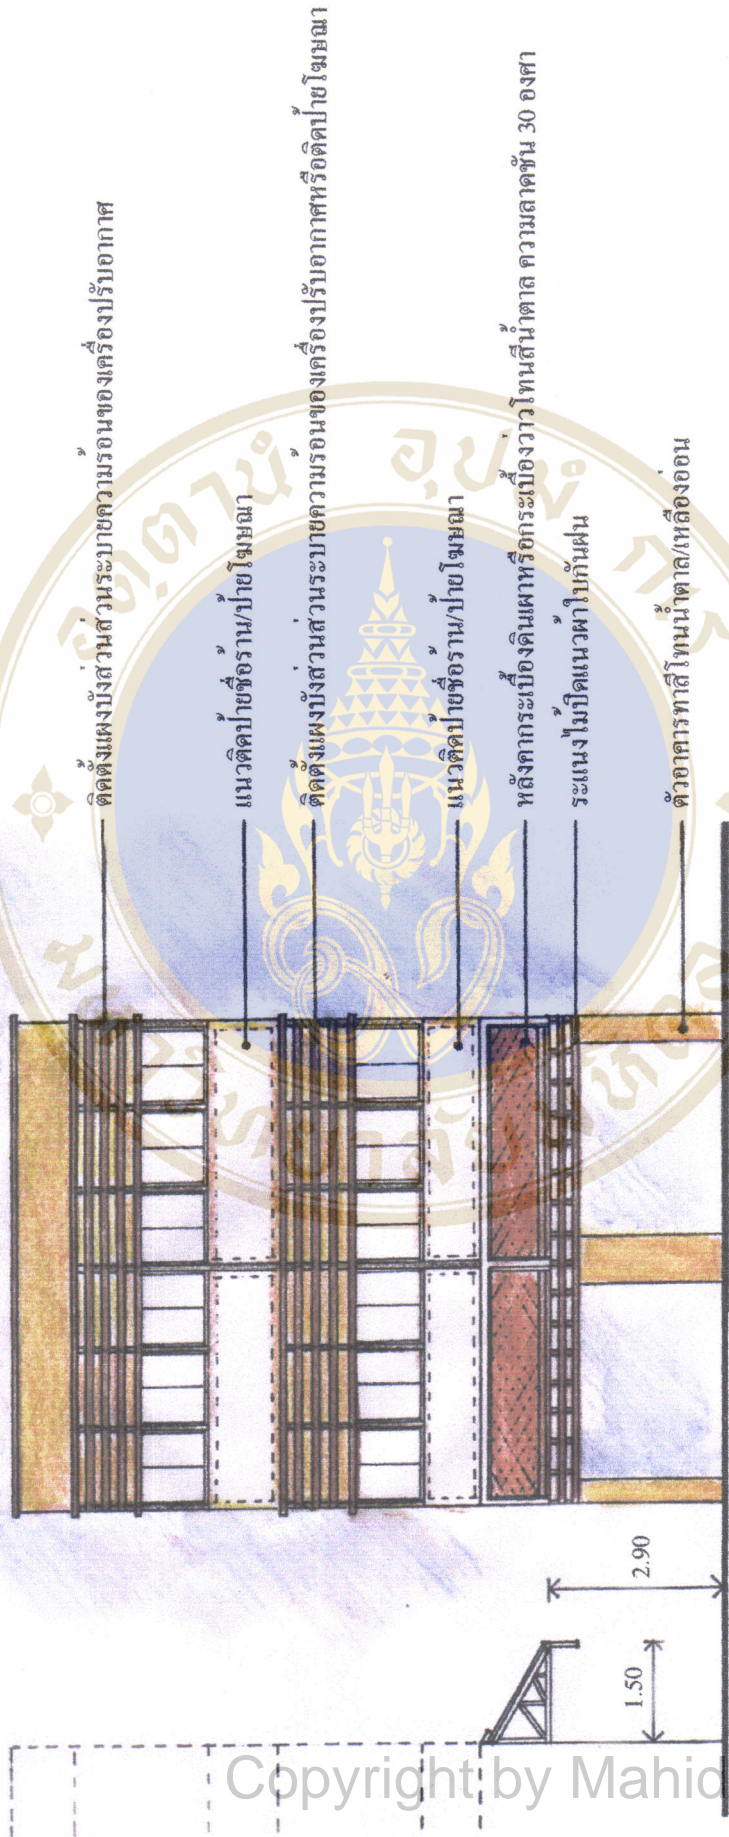 ติดตั้งแผงบังส่วนส่วนระบายความร้อนของเครื่องปรับอากาศ
แนวติดป้ายชื่อร้าน/ป้ายโฆษณา
ติดตั้งแผงบังส่วนส่วนระบายความร้อนของเครื่องปรับอากาศหรือติดป้ายโฆษณา
แนวติดป้ายชื่อร้าน/ป้ายโฆษณา
หลังคากระเบื้องดินเผาหรือกระเบื้องว่าวโทนสีน้ำตาล ความลาดชัน 30 องศา
ระแนงไม้ปิดแนวผ้าใบกันฝน
ตัวอาคารทาสีโทนน้ำตาล/เหลืองอ่อน
2.90
1.50
Copyright by Mahid